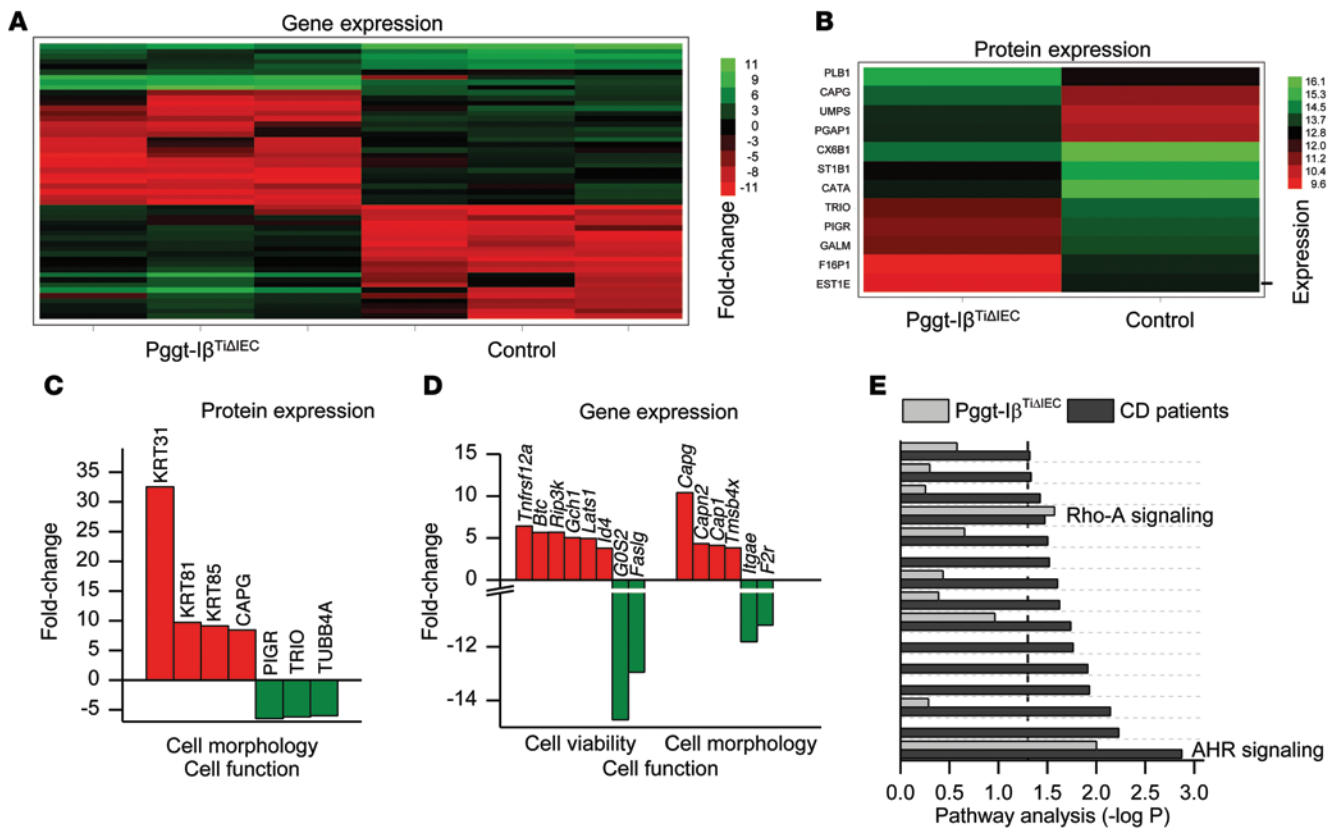 A
Gene expression
11
9
6
3
0
-3
-5
-8
-11
Fold-change
Pggt-Iβ^TiΔIEC
Control
B
Protein expression
PLB1
CAPG
UMPS
PGAP1
CX6B1
ST1B1
CATA
TRIO
PIGR
GALM
F16P1
EST1E
16.1
15.3
14.5
13.7
12.8
12.0
11.2
10.4
9.6
Expression
Pggt-Iβ^TiΔIEC
Control
C
Protein expression
Fold-change
35
30
25
20
15
10
5
0
-5
KRT31
KRT81
KRT85
CAPG
PIGR
TRIO
TUBB4A
Cell morphology
Cell function
D
Gene expression
Fold-change
15
10
5
0
-12
-14
Tnfrsf12a
Btc
Rip3k
Gch1
Lats1
Id4
G0S2
Faslg
Capg
Capn2
Cap1
Tmsb4x
Itgae
F2r
Cell viability
Cell morphology
Cell function
E
Pggt-Iβ^TiΔIEC
CD patients
Rho-A signaling
AHR signaling
0.0 0.5 1.0 1.5 2.0 2.5 3.0
Pathway analysis (-log P)